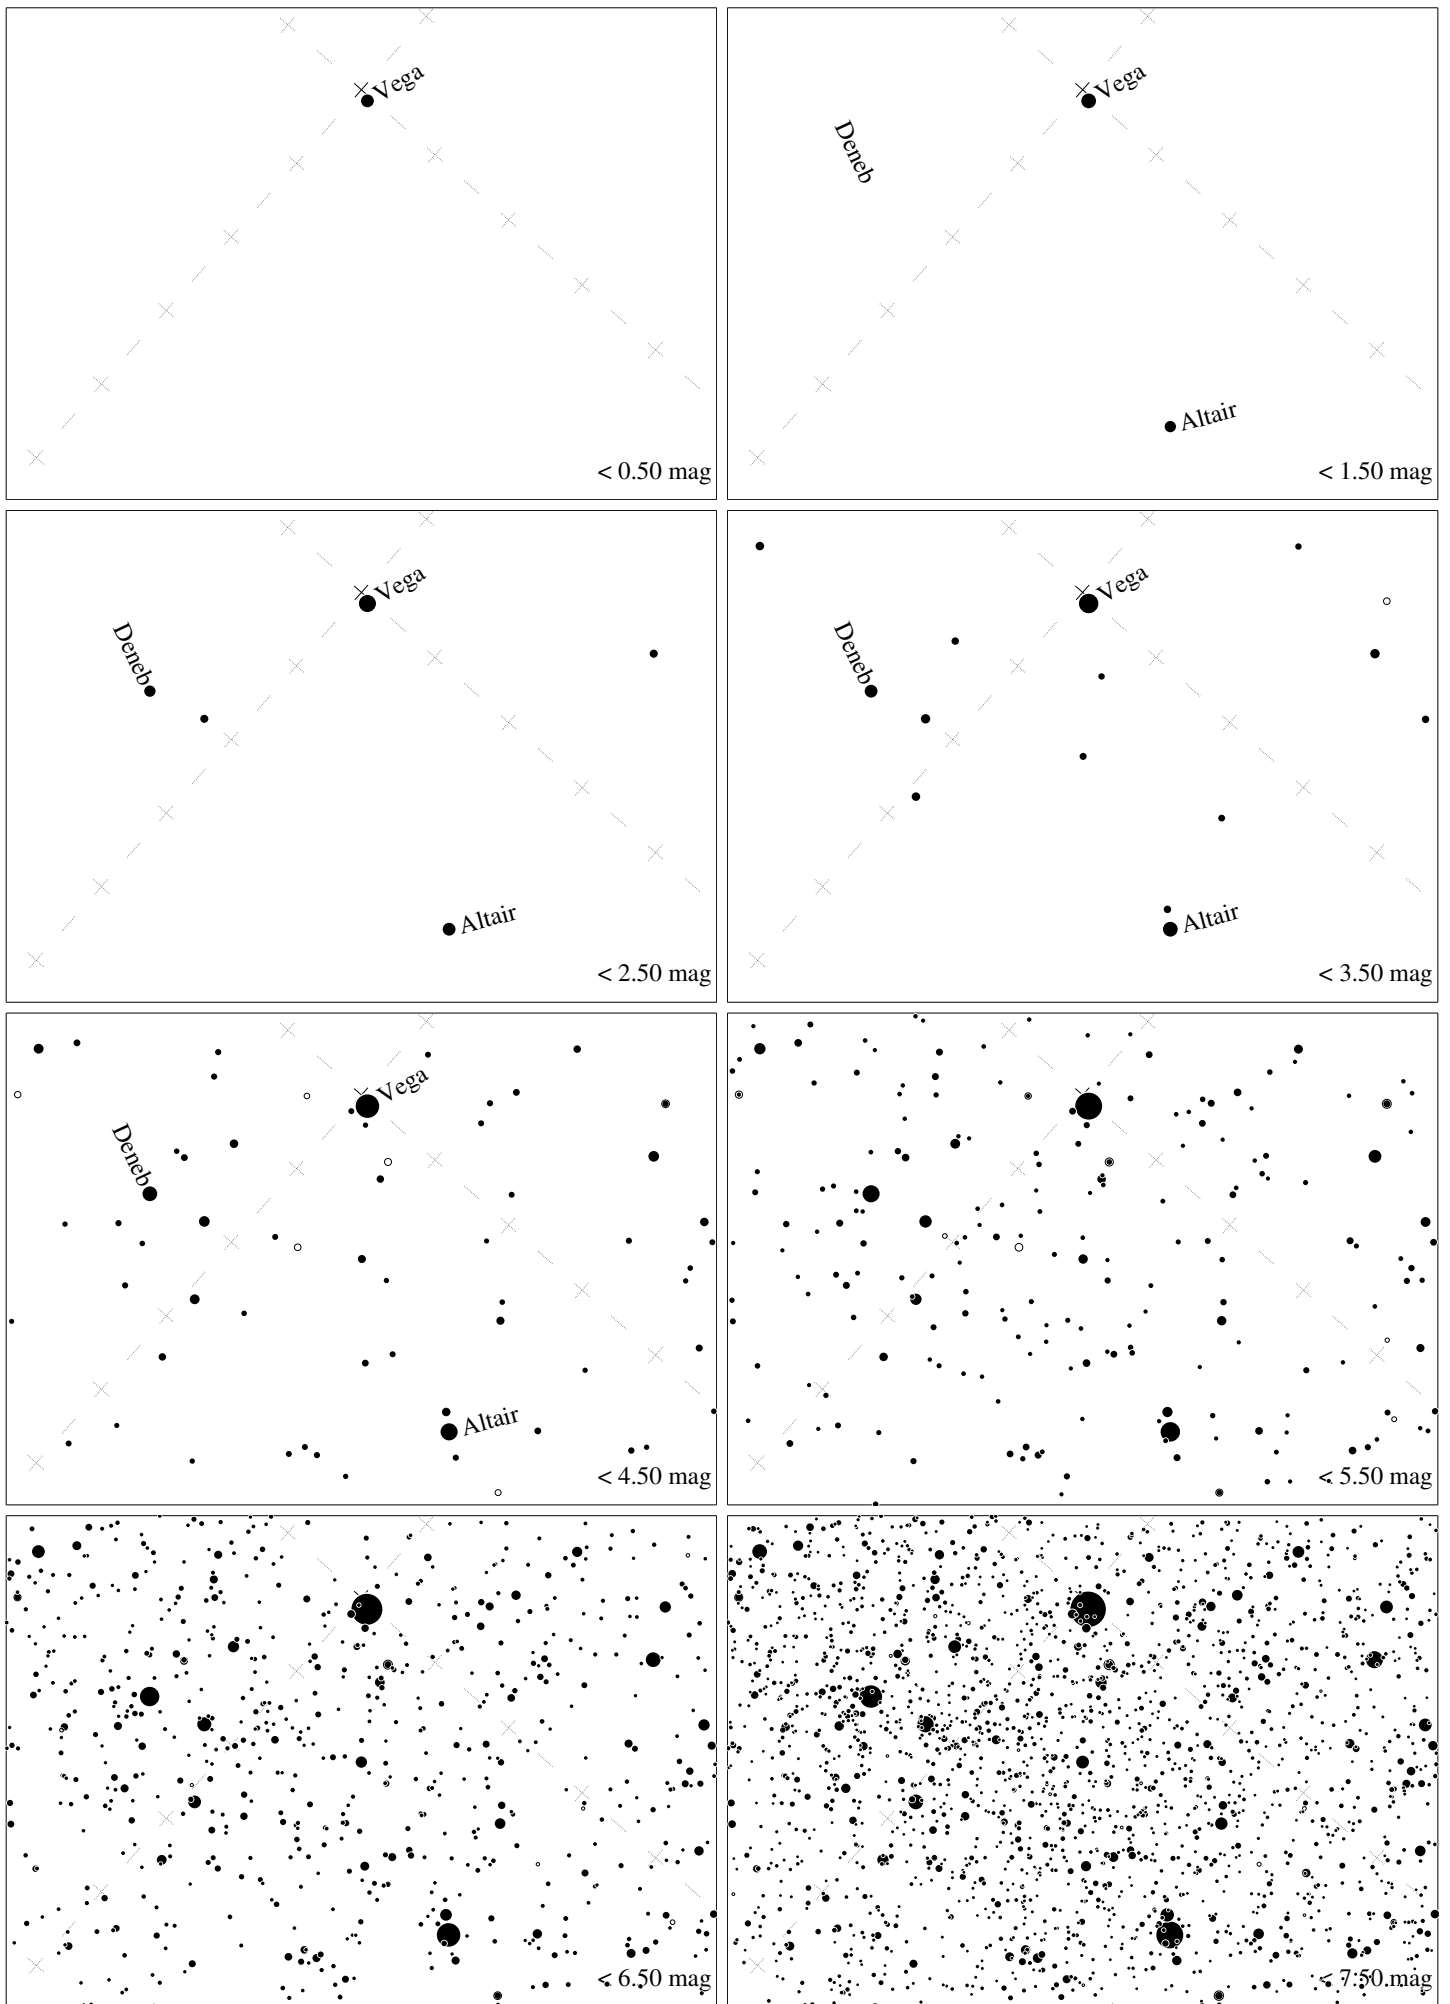 Vega
< 0.50 mag
Vega
Deneb
Altair
< 1.50 mag
Vega
Deneb
Altair
< 2.50 mag
Vega
Deneb
Altair
< 3.50 mag
Vega
Deneb
Altair
< 4.50 mag
< 5.50 mag
< 6.50 mag
< 7.50 mag